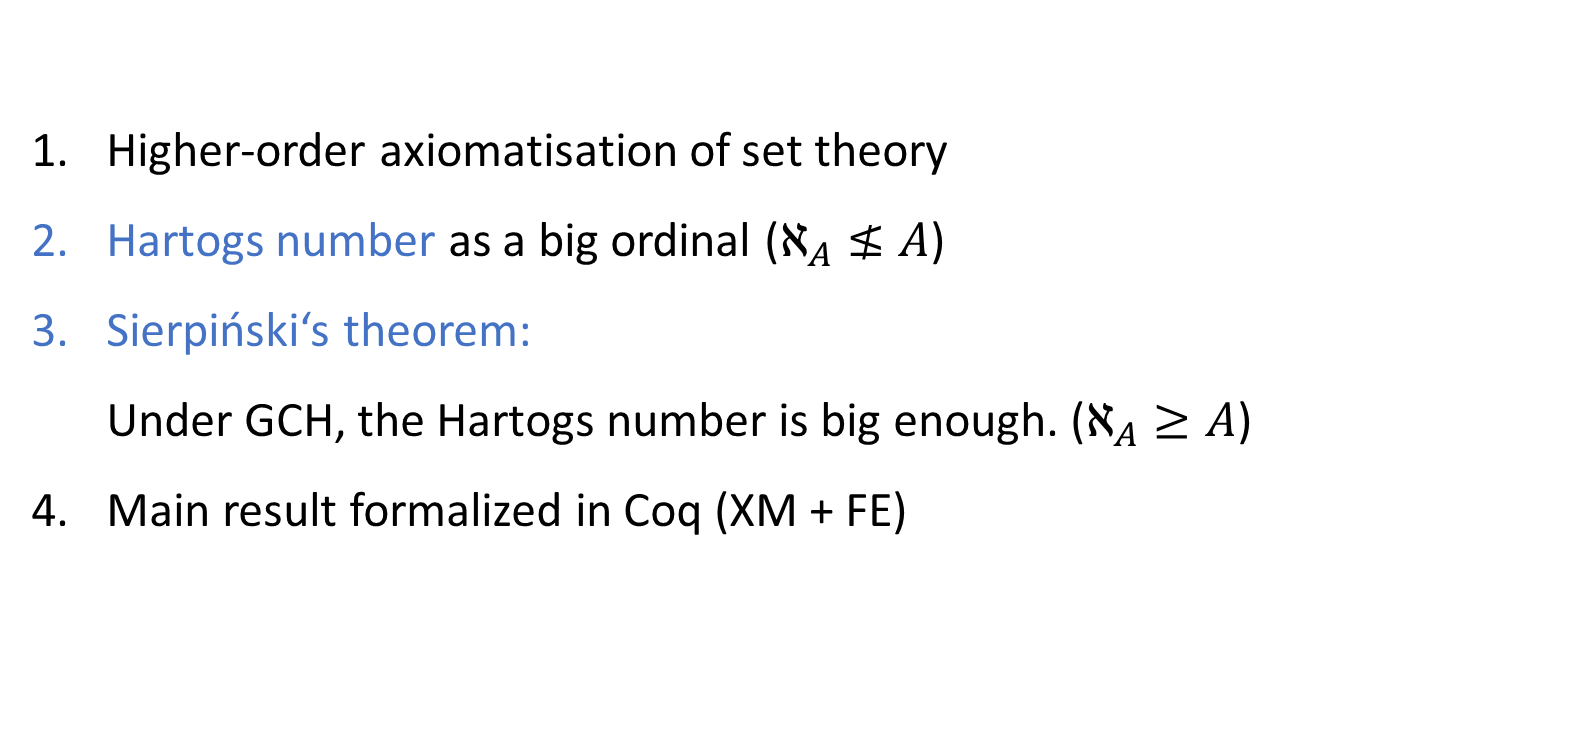 1. Higher-order axiomatisation of set theory
2. Hartogs number as a big ordinal (ℵ_A ≰ A)
3. Sierpiński‘s theorem:
Under GCH, the Hartogs number is big enough. (ℵ_A ≥ A)
4. Main result formalized in Coq (XM + FE)